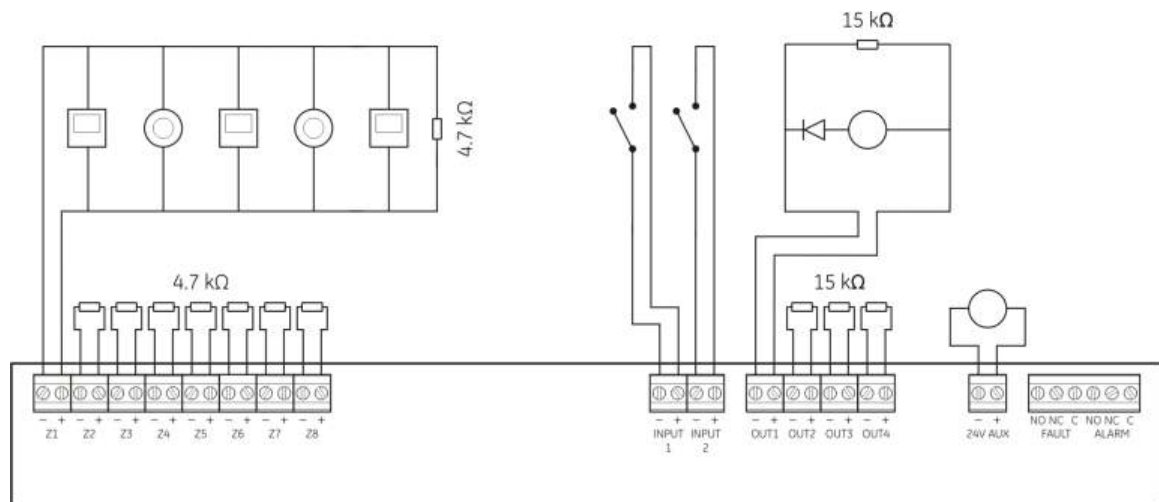 15 kΩ
4.7 kΩ
4.7 kΩ
15 kΩ
− + − + − + − + − + − + − + − +
Z1 Z2 Z3 Z4 Z5 Z6 Z7 Z8
− + − +
INPUT 1 INPUT 2
− + − + − + − +
OUT1 OUT2 OUT3 OUT4
− +
24V AUX
NO NC C NO NC C
FAULT ALARM